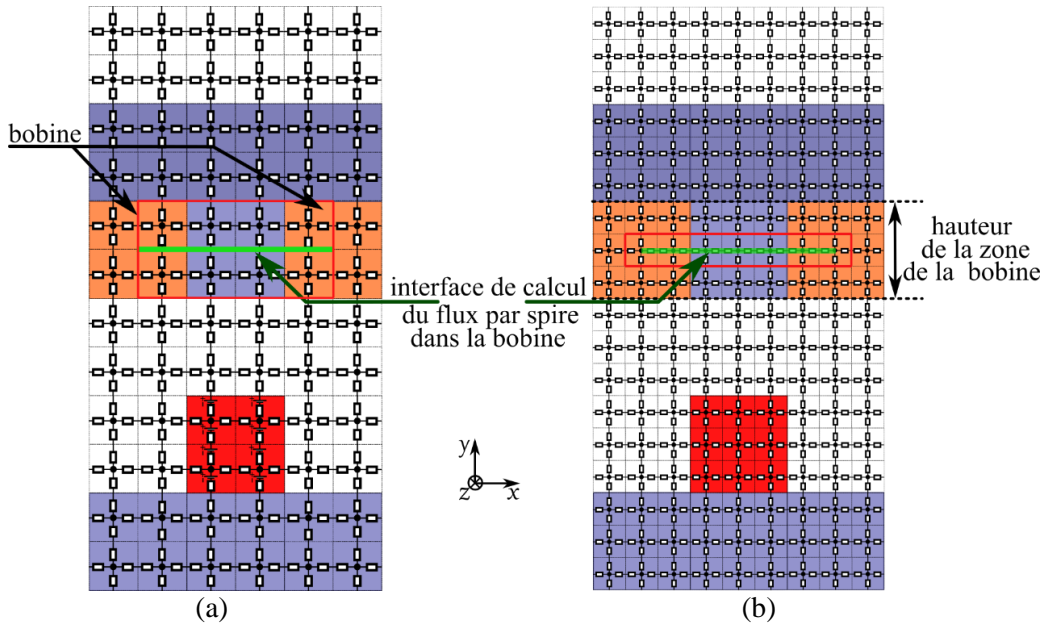 bobine
interface de calcul
du flux par spire
dans la bobine
hauteur
de la zone
de la bobine
y
z
x
(a)
(b)